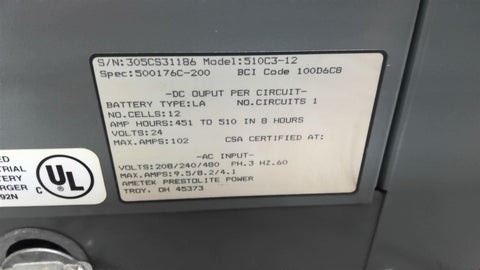 S/N:305CS31186 Model:510C3-12
Spec:500176C-200 BCI Code 100D6CB
-DC OUPUT PER CIRCUIT-
BATTERY TYPE:LA NO.CIRCUITS 1
NO.CELLS:12
AMP HOURS:451 TO 510 IN 8 HOURS
VOLTS:24
MAX.AMPS:102 CSA CERTIFIED AT:
-AC INPUT-
VOLTS:208/240/480 PH.3 HZ.60
MAX.AMPS:9.5/8.2/4.1
AMETEK PRESTOLITE POWER
TROY, OH 45373
ED
TRIAL
TERY
RGER
92N
UL